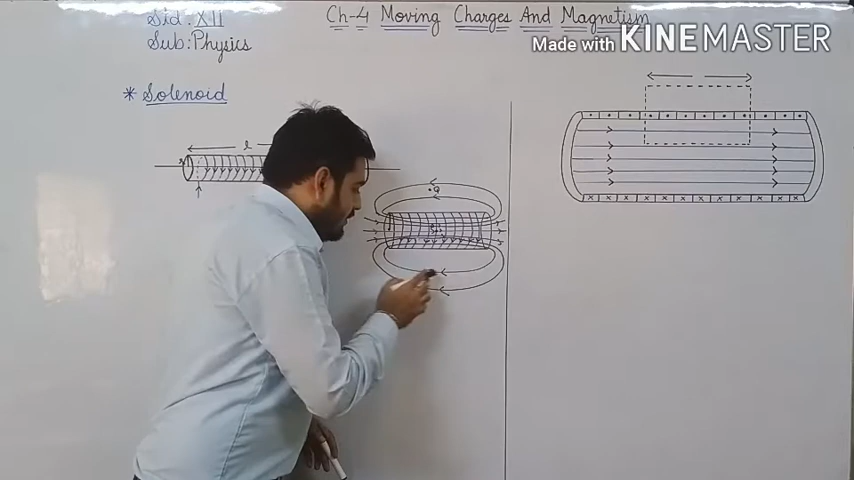 Std. XII
Ch-4 Moving Charges And Magnetism
Sub: Physics
Made with KINEMASTER
* Solenoid
l
Q
P